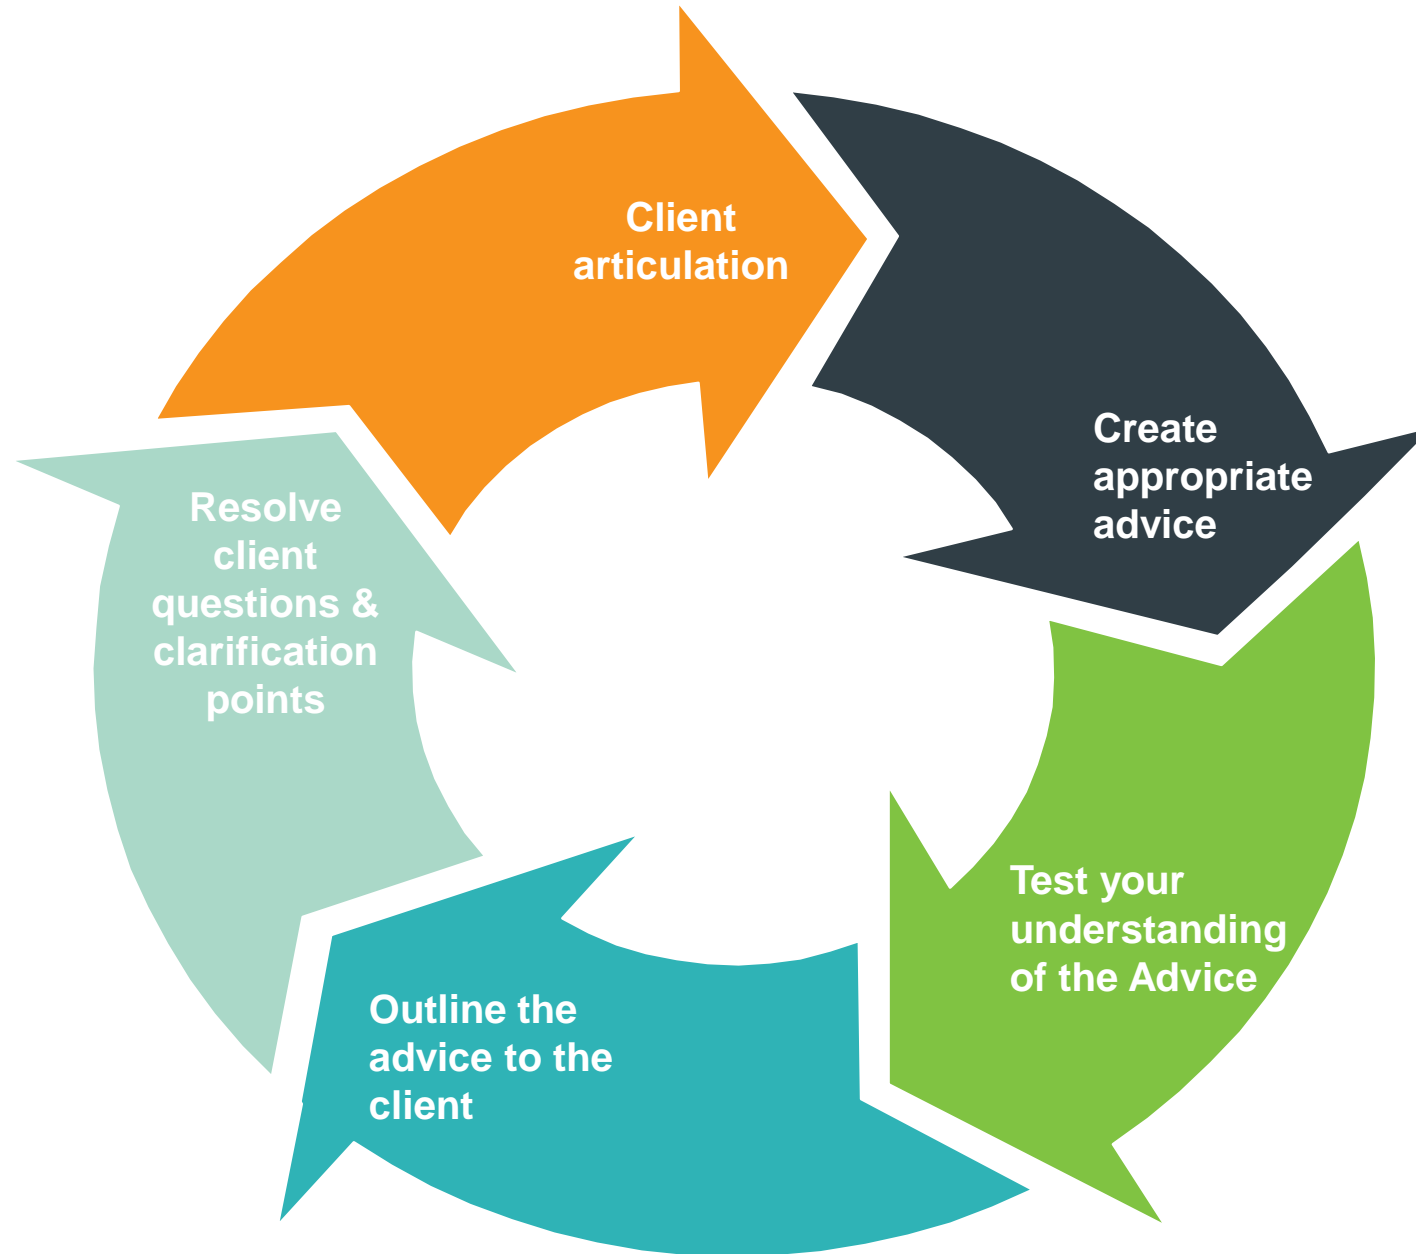 Client
articulation
Create
appropriate
advice
Test your
understanding
of the Advice
Outline the
advice to the
client
Resolve
client
questions &
clarification
points